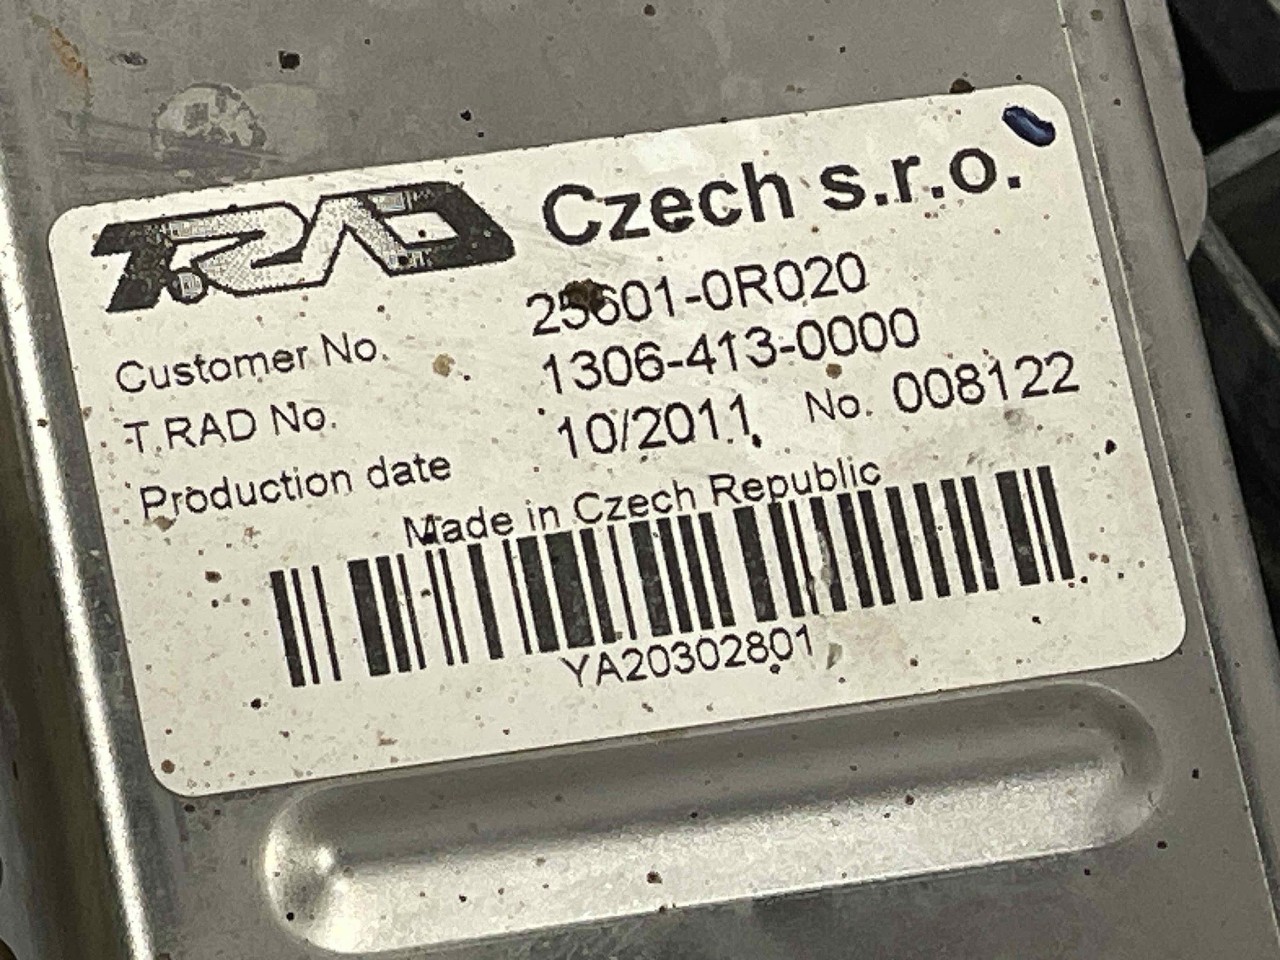 T.RAD Czech s.r.o.
Customer No. 25601-0R020
T.RAD No. 1306-413-0000
Production date 10/2011 No. 008122
Made in Czech Republic
YA20302801